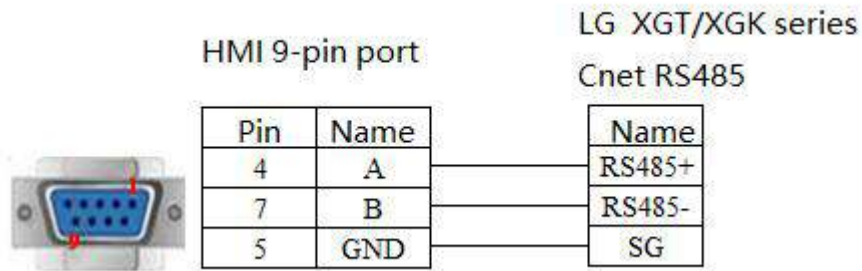 LG XGT/XGK series
HMI 9-pin port
Cnet RS485
Pin Name Name
4 A RS485+
7 B RS485-
5 GND SG
1
9